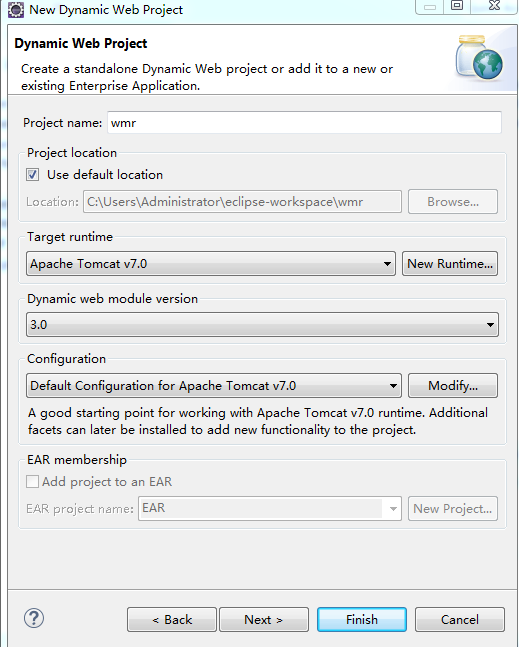 New Dynamic Web Project
Dynamic Web Project
Create a standalone Dynamic Web project or add it to a new or
existing Enterprise Application.
Project name: wmr
Project location
Use default location
Location: C:\Users\Administrator\eclipse-workspace\wmr Browse...
Target runtime
Apache Tomcat v7.0 New Runtime...
Dynamic web module version
3.0
Configuration
Default Configuration for Apache Tomcat v7.0 Modify...
A good starting point for working with Apache Tomcat v7.0 runtime. Additional
facets can later be installed to add new functionality to the project.
EAR membership
Add project to an EAR
EAR project name: EAR New Project...
? < Back Next > Finish Cancel